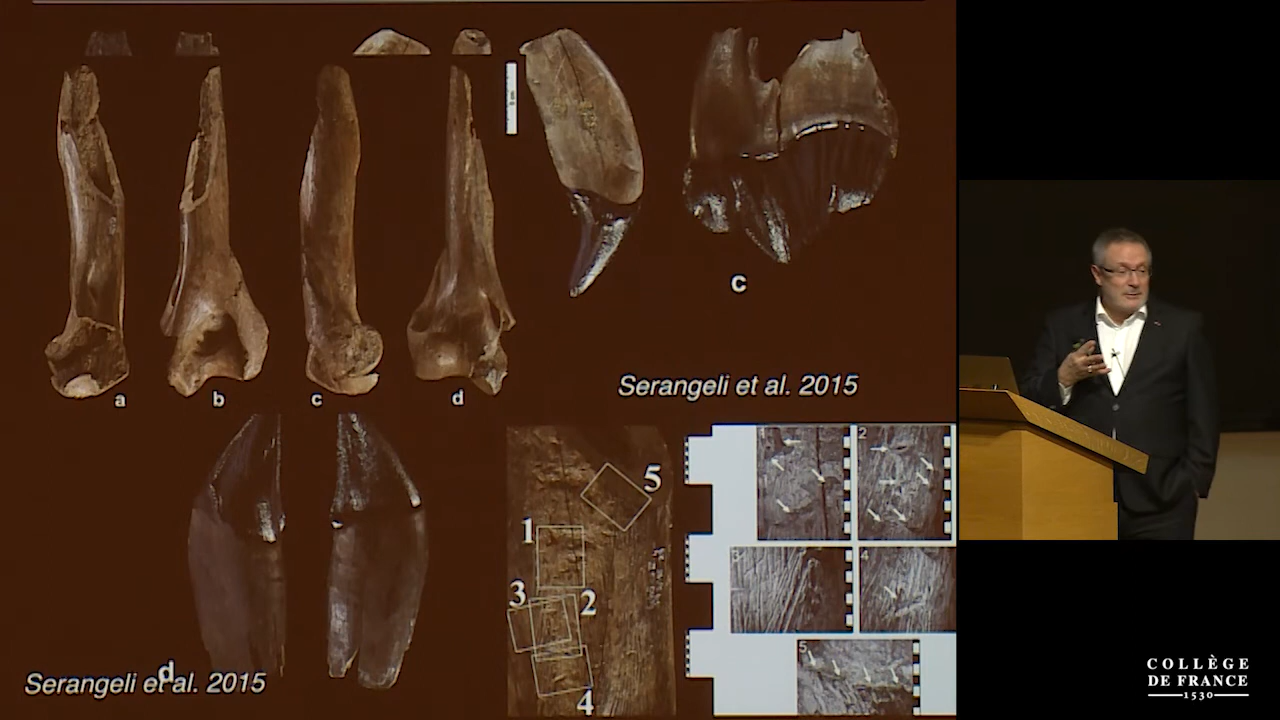 c
Serangeli et al. 2015
a b c d
d
Serangeli et al. 2015
5
1
3
2
4
2
3
4
5
COLLÈGE
DE FRANCE
1530